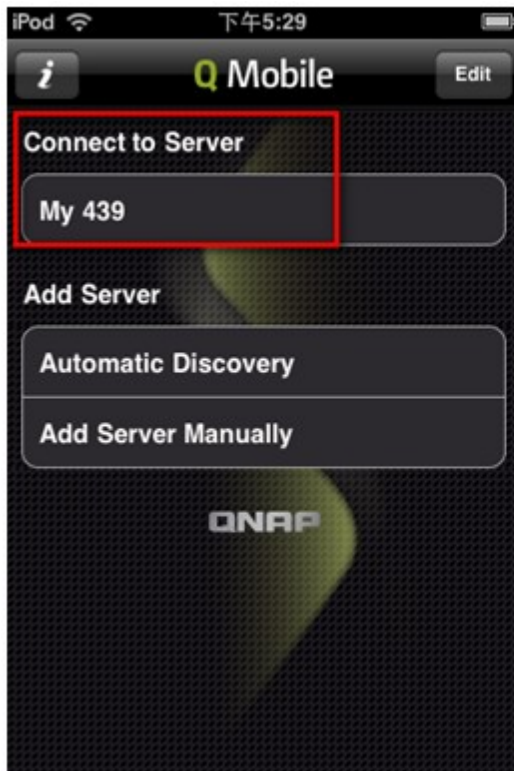 iPod 下午5:29
i Q Mobile Edit
Connect to Server
My 439
Add Server
Automatic Discovery
Add Server Manually
QNAP